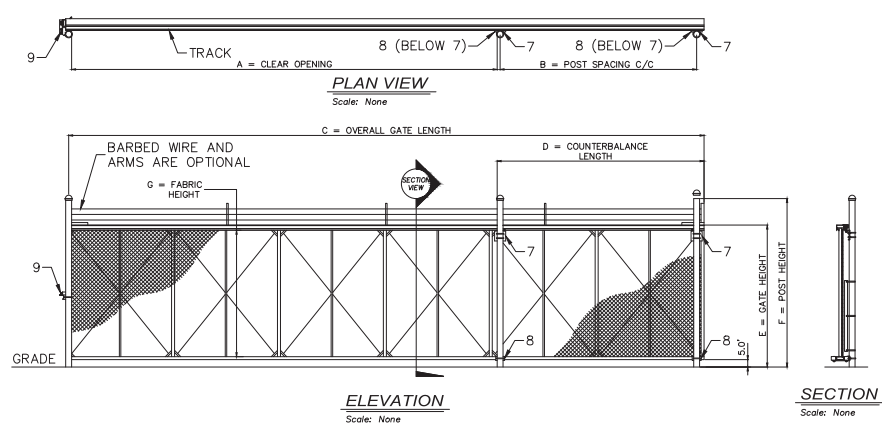 9
TRACK
8 (BELOW 7)
7
8 (BELOW 7)
7
A = CLEAR OPENING
B = POST SPACING C/C
PLAN VIEW
Scale: None
C = OVERALL GATE LENGTH
BARBED WIRE AND
ARMS ARE OPTIONAL
D = COUNTERBALANCE
LENGTH
G = FABRIC
HEIGHT
SECTION
VIEW
7
7
9
E = GATE HEIGHT
F = POST HEIGHT
8
8
5.0'
GRADE
ELEVATION
Scale: None
SECTION
Scale: None